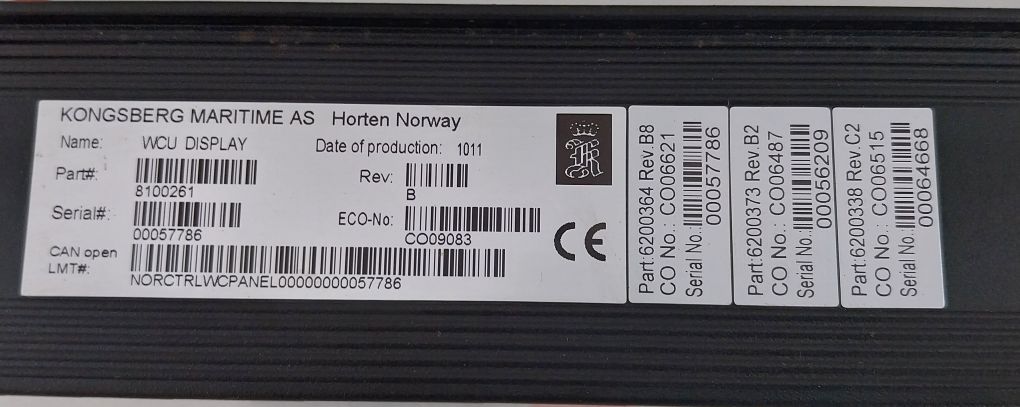 KONGSBERG MARITIME AS Horten Norway
Name: WCU DISPLAY Date of production: 1011
Part#: 8100261 Rev: B
Serial#: 00057786 ECO-No: CO09083
CAN open
LMT#: NORCTRLWCPANEL00000000057786
CE
Part:6200364 Rev.B8
CO No.: CO06621
Serial No.: 00057786
Part:6200373 Rev.B2
CO No.: CO06487
Serial No.: 00056209
Part:6200338 Rev.C2
CO No.: CO06515
Serial No.: 00064668